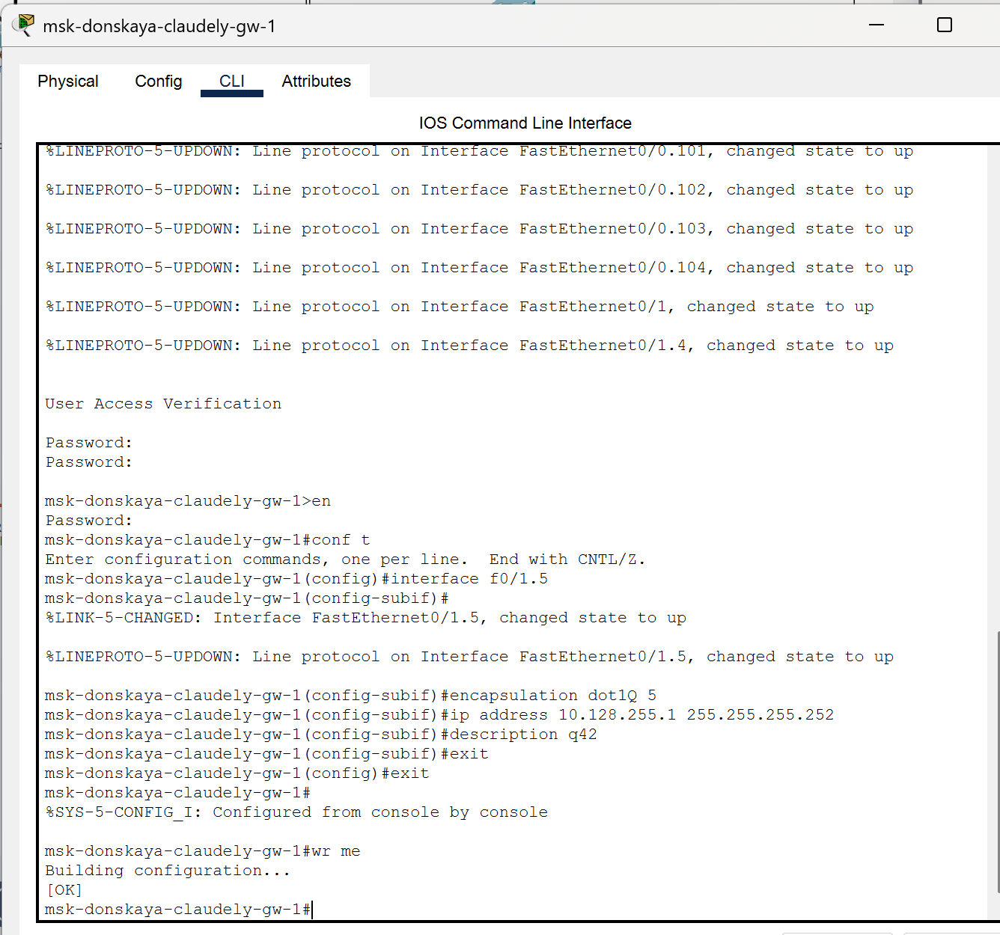 msk-donskaya-claudely-gw-1
Physical Config CLI Attributes
IOS Command Line Interface
%LINEPROTO-5-UPDOWN: Line protocol on Interface FastEthernet0/0.101, changed state to up
%LINEPROTO-5-UPDOWN: Line protocol on Interface FastEthernet0/0.102, changed state to up
%LINEPROTO-5-UPDOWN: Line protocol on Interface FastEthernet0/0.103, changed state to up
%LINEPROTO-5-UPDOWN: Line protocol on Interface FastEthernet0/0.104, changed state to up
%LINEPROTO-5-UPDOWN: Line protocol on Interface FastEthernet0/1, changed state to up
%LINEPROTO-5-UPDOWN: Line protocol on Interface FastEthernet0/1.4, changed state to up
User Access Verification
Password:
Password:
msk-donskaya-claudely-gw-1>en
Password:
msk-donskaya-claudely-gw-1#conf t
Enter configuration commands, one per line.  End with CNTL/Z.
msk-donskaya-claudely-gw-1(config)#interface f0/1.5
msk-donskaya-claudely-gw-1(config-subif)#
%LINK-5-CHANGED: Interface FastEthernet0/1.5, changed state to up
%LINEPROTO-5-UPDOWN: Line protocol on Interface FastEthernet0/1.5, changed state to up
msk-donskaya-claudely-gw-1(config-subif)#encapsulation dot1Q 5
msk-donskaya-claudely-gw-1(config-subif)#ip address 10.128.255.1 255.255.255.252
msk-donskaya-claudely-gw-1(config-subif)#description q42
msk-donskaya-claudely-gw-1(config-subif)#exit
msk-donskaya-claudely-gw-1(config)#exit
msk-donskaya-claudely-gw-1#
%SYS-5-CONFIG_I: Configured from console by console
msk-donskaya-claudely-gw-1#wr me
Building configuration...
[OK]
msk-donskaya-claudely-gw-1#